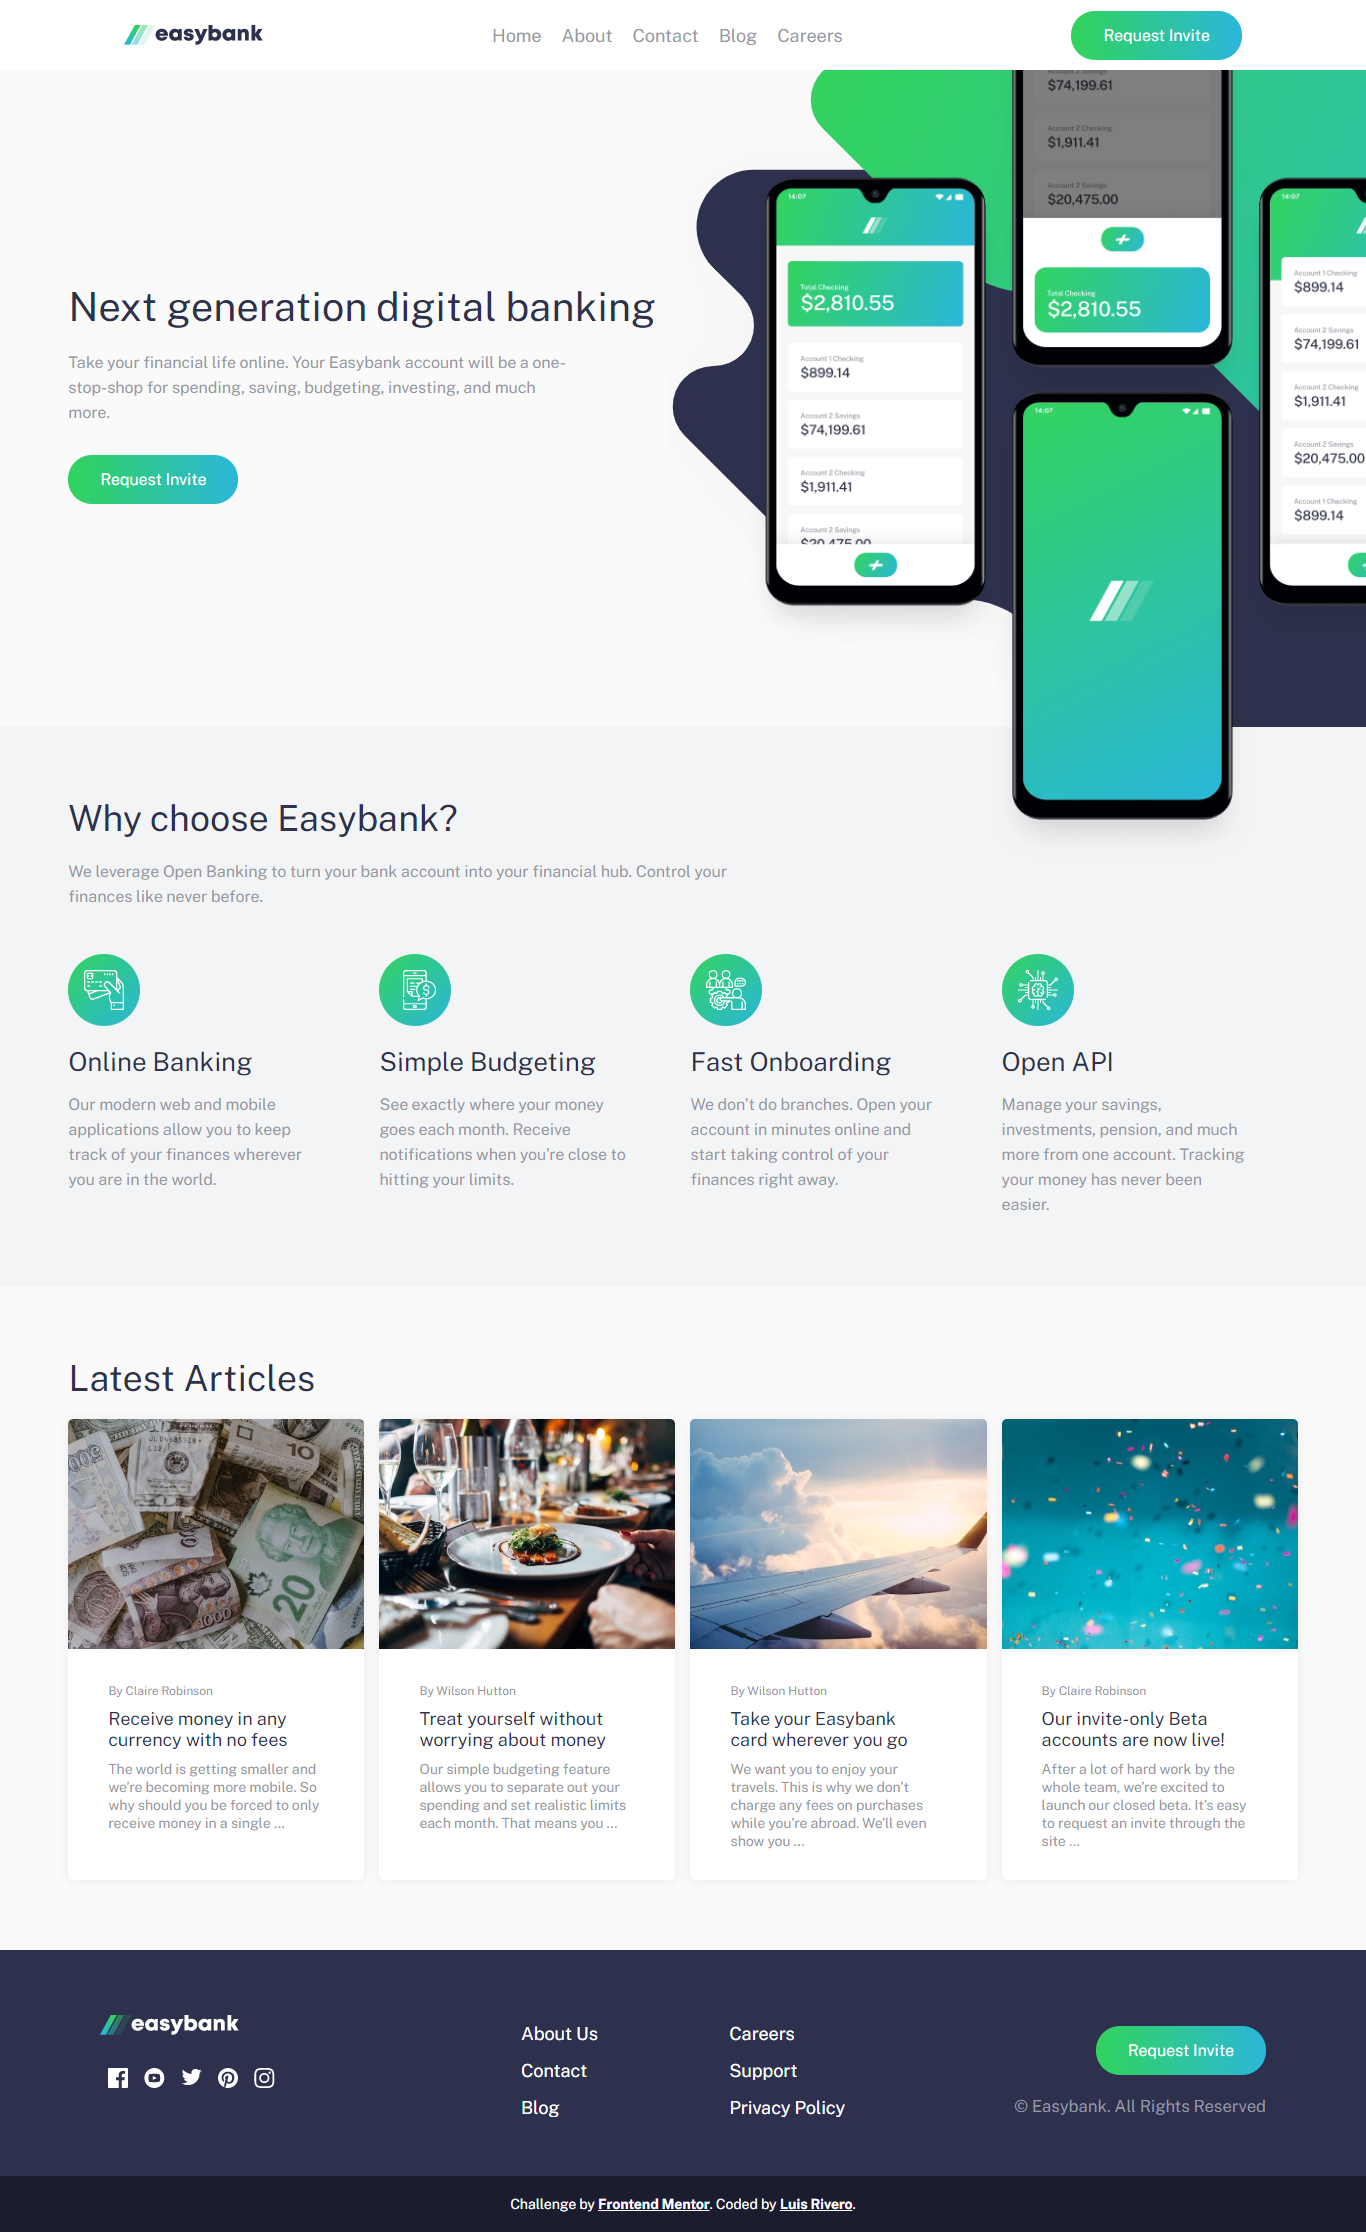 easybank
Home About Contact Blog Careers
Request Invite
Next generation digital banking
Take your financial life online. Your Easybank account will be a one-
stop-shop for spending, saving, budgeting, investing, and much
more.
Request Invite
14:07
Total Checking
$2,810.55
Account 1 Checking
$899.14
Account 2 Savings
$74,199.61
Account 2 Checking
$1,911.41
Account 2 Savings
$20,475.00
Account 2 Savings
$74,199.61
Account 2 Checking
$1,911.41
Account 2 Savings
$20,475.00
Total Checking
$2,810.55
14:07
14:07
Account 1 Checking
$899.14
Account 2 Savings
$74,199.61
Account 2 Checking
$1,911.41
Account 2 Savings
$20,475.00
Account 1 Checking
$899.14
Why choose Easybank?
We leverage Open Banking to turn your bank account into your financial hub. Control your
finances like never before.
Online Banking
Our modern web and mobile
applications allow you to keep
track of your finances wherever
you are in the world.
Simple Budgeting
See exactly where your money
goes each month. Receive
notifications when you're close to
hitting your limits.
Fast Onboarding
We don't do branches. Open your
account in minutes online and
start taking control of your
finances right away.
Open API
Manage your savings,
investments, pension, and much
more from one account. Tracking
your money has never been
easier.
Latest Articles
10
20
1000
By Claire Robinson
Receive money in any
currency with no fees
The world is getting smaller and
we're becoming more mobile. So
why should you be forced to only
receive money in a single ...
By Wilson Hutton
Treat yourself without
worrying about money
Our simple budgeting feature
allows you to separate out your
spending and set realistic limits
each month. That means you ...
By Wilson Hutton
Take your Easybank
card wherever you go
We want you to enjoy your
travels. This is why we don't
charge any fees on purchases
while you're abroad. We'll even
show you ...
By Claire Robinson
Our invite-only Beta
accounts are now live!
After a lot of hard work by the
whole team, we're excited to
launch our closed beta. It's easy
to request an invite through the
site ...
easybank
About Us
Contact
Blog
Careers
Support
Privacy Policy
Request Invite
© Easybank. All Rights Reserved
Challenge by Frontend Mentor. Coded by Luis Rivero.